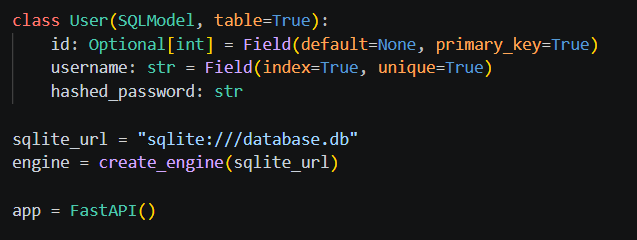 class User(SQLModel, table=True):
    id: Optional[int] = Field(default=None, primary_key=True)
    username: str = Field(index=True, unique=True)
    hashed_password: str

sqlite_url = "sqlite:///database.db"
engine = create_engine(sqlite_url)

app = FastAPI()